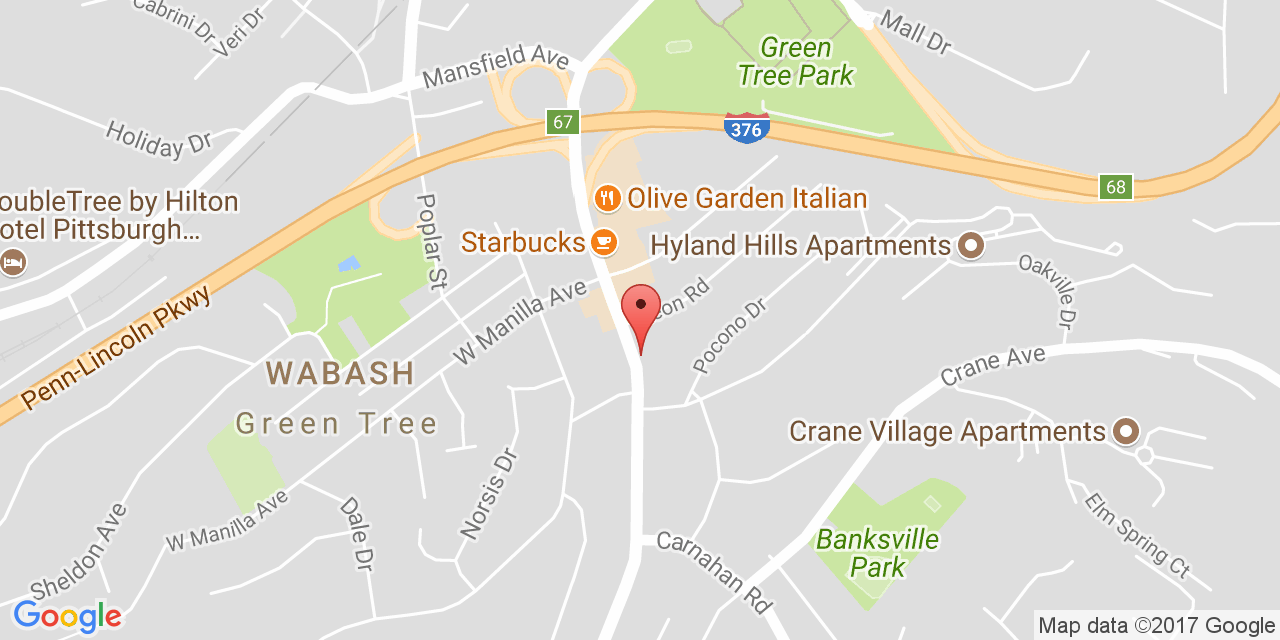 Cabrini Dr
Veri Dr
Mall Dr
Green
Tree Park
Mansfield Ave
67
376
Holiday Dr
68
oubleTree by Hilton
otel Pittsburgh...
Poplar St
Olive Garden Italian
Starbucks
Hyland Hills Apartments
Oakville Dr
W Manilla Ave
eon Rd
Pocono Dr
Penn-Lincoln Pkwy
Crane Ave
WABASH
Green Tree
Crane Village Apartments
Norsis Dr
W Manilla Ave
Dale Dr
Sheldon Ave
Elm Spring Ct
Banksville
Park
Carnahan Rd
Google
Map data ©2017 Google